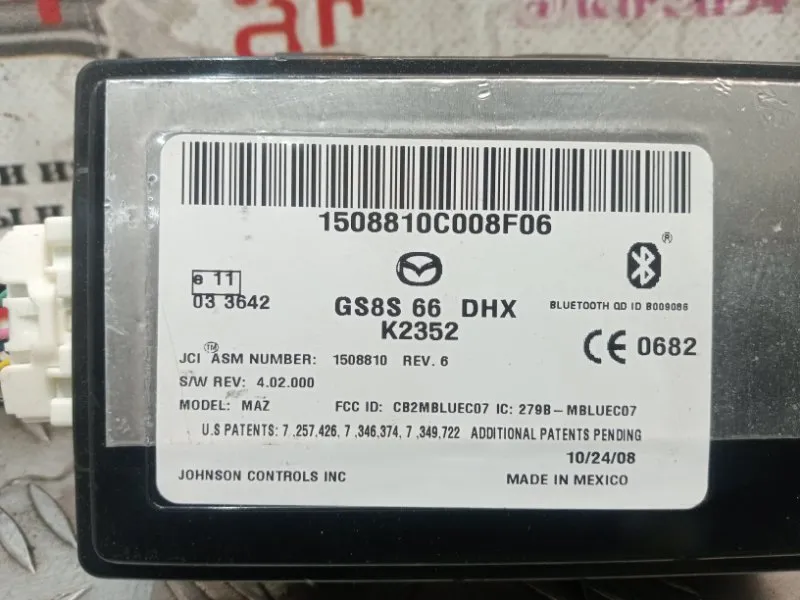 ar
1508810C008F06
®
e 11
03 3642
GS8S 66 DHX
K2352
BLUETOOTH QD ID B009086
CE 0682
JCI™ ASM NUMBER: 1508810 REV. 6
S/W REV: 4.02.000
MODEL: MAZ FCC ID: CB2MBLUEC07 IC: 279B-MBLUEC07
U.S PATENTS: 7,257,426, 7,346,374, 7,349,722 ADDITIONAL PATENTS PENDING
10/24/08
JOHNSON CONTROLS INC MADE IN MEXICO